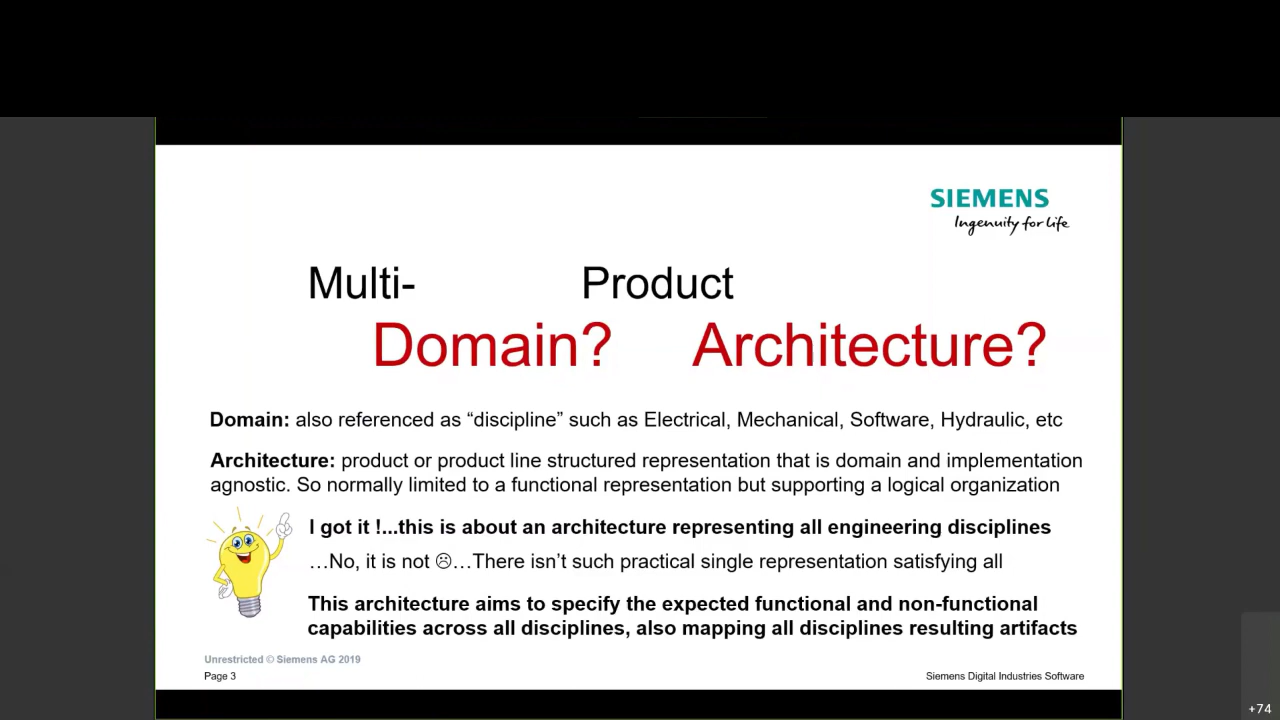 SIEMENS
Ingenuity for life
Multi- Product
Domain? Architecture?
Domain: also referenced as “discipline” such as Electrical, Mechanical, Software, Hydraulic, etc
Architecture: product or product line structured representation that is domain and implementation
agnostic. So normally limited to a functional representation but supporting a logical organization
I got it !...this is about an architecture representing all engineering disciplines
…No, it is not ☹…There isn’t such practical single representation satisfying all
This architecture aims to specify the expected functional and non-functional
capabilities across all disciplines, also mapping all disciplines resulting artifacts
Unrestricted © Siemens AG 2019
Page 3 Siemens Digital Industries Software
+74